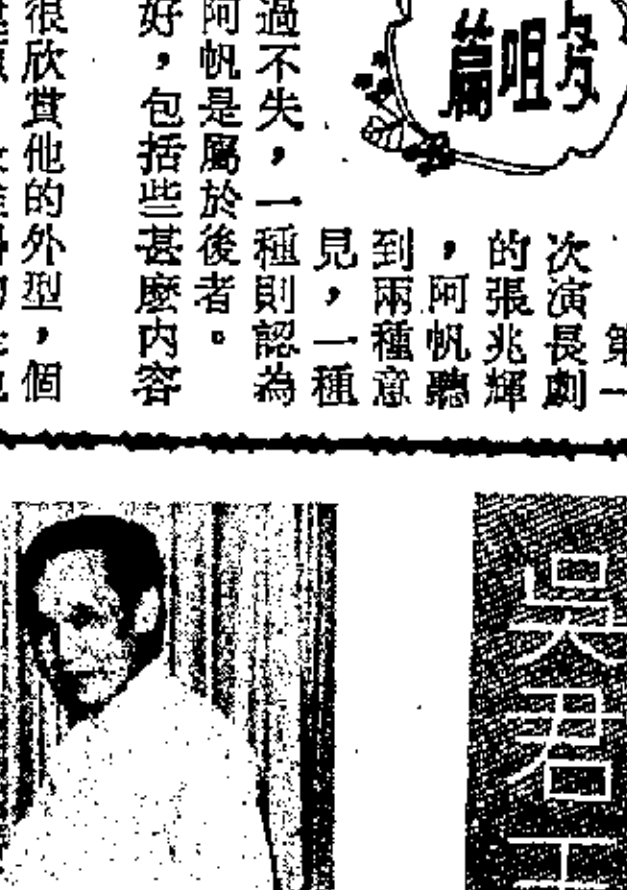 咀篇
第一
次演長劇
的張兆輝
，阿帆聽
到兩種意
見，一種
過不失，一種則認為
阿帆是屬於後者。
好，包括些甚麼內容
很欣賞他的外型，個
吳君